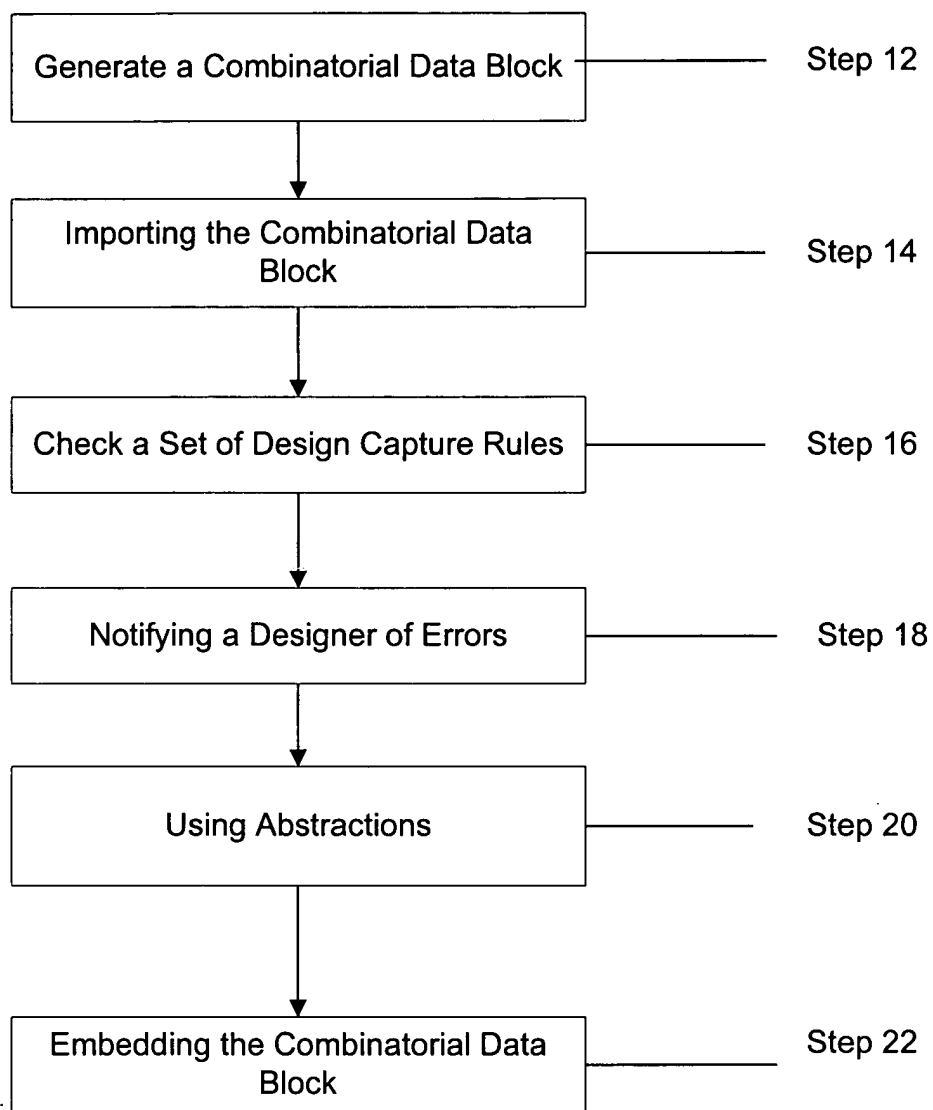 Generate a Combinatorial Data Block
Step 12
Importing the Combinatorial Data
Block
Step 14
Check a Set of Design Capture Rules
Step 16
Notifying a Designer of Errors
Step 18
Using Abstractions
Step 20
Embedding the Combinatorial Data
Block
Step 22